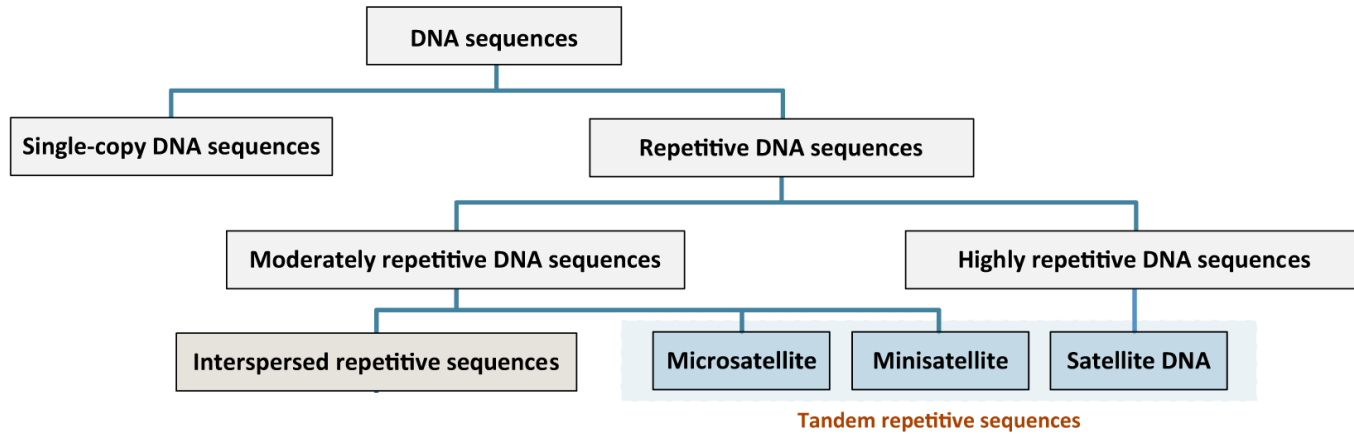 DNA sequences
Single-copy DNA sequences
Repetitive DNA sequences
Moderately repetitive DNA sequences
Highly repetitive DNA sequences
Interspersed repetitive sequences
Microsatellite
Minisatellite
Satellite DNA
Tandem repetitive sequences